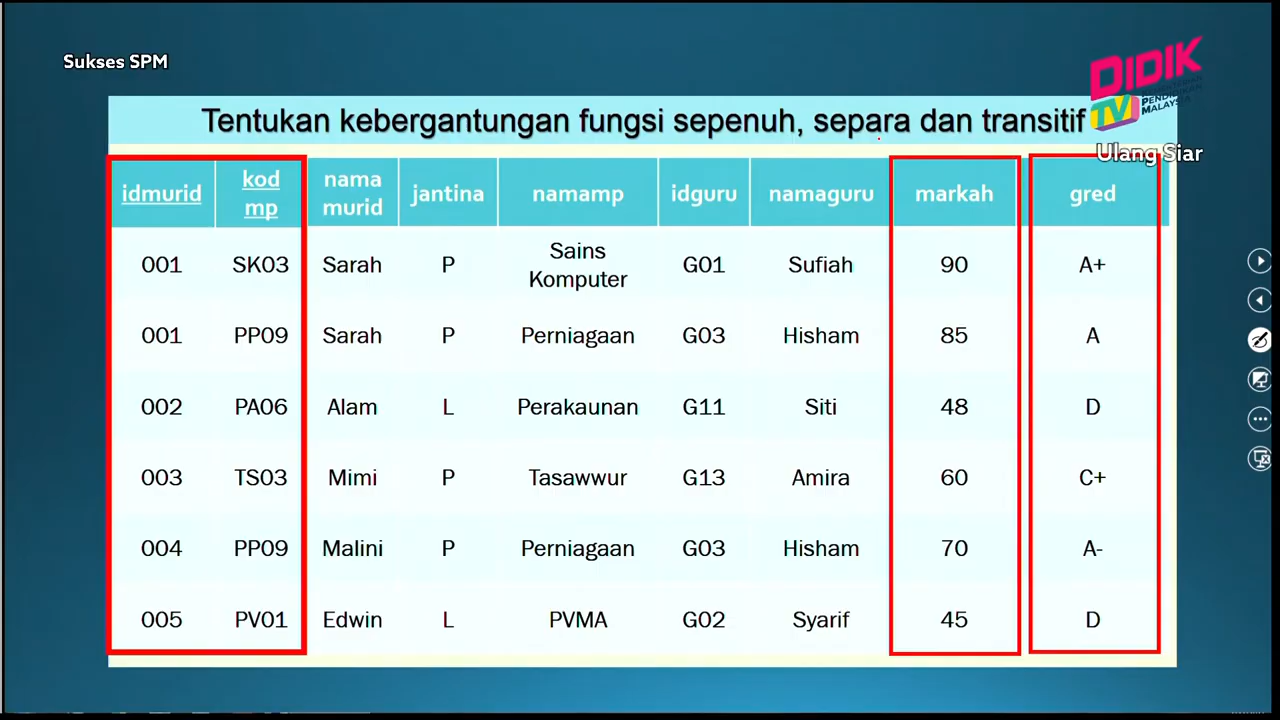 Sukses SPM
DIDIK
TV
KEMENTERIAN
PENDIDIKAN
MALAYSIA
Ulang Siar
Tentukan kebergantungan fungsi sepenuh, separa dan transitif
idmurid kod mp nama murid jantina namamp idguru namaguru markah gred
001 SK03 Sarah P Sains Komputer G01 Sufiah 90 A+
001 PP09 Sarah P Perniagaan G03 Hisham 85 A
002 PA06 Alam L Perakaunan G11 Siti 48 D
003 TS03 Mimi P Tasawwur G13 Amira 60 C+
004 PP09 Malini P Perniagaan G03 Hisham 70 A-
005 PV01 Edwin L PVMA G02 Syarif 45 D